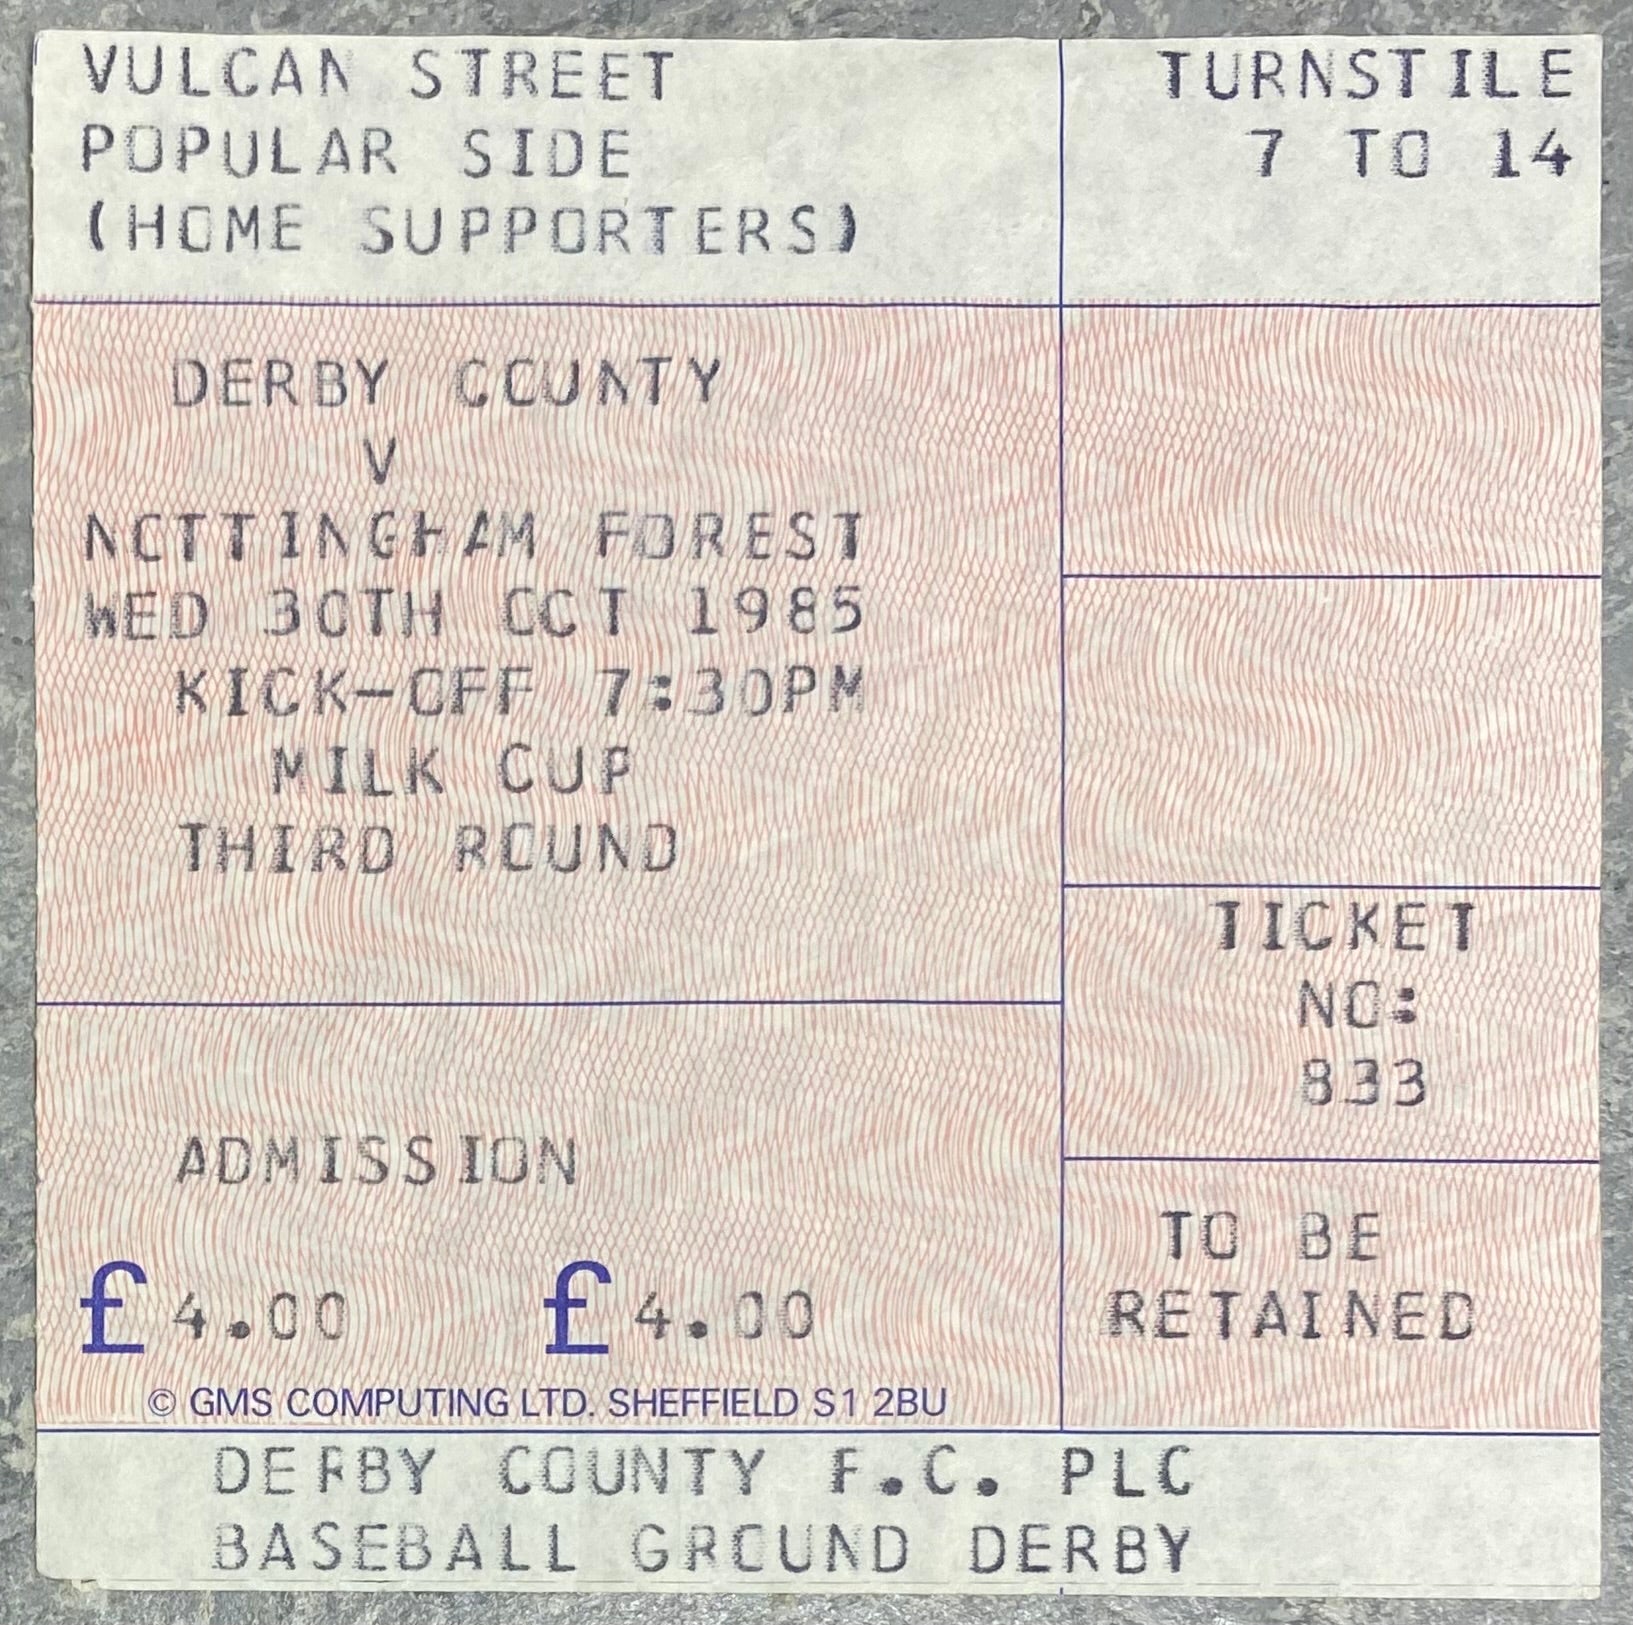 VULCAN STREET
POPULAR SIDE
(HOME SUPPORTERS)
TURNSTILE
7 TO 14
DERBY COUNTY
V
NOTTINGHAM FOREST
WED 30TH OCT 1985
KICK-OFF 7:30PM
MILK CUP
THIRD ROUND
TICKET
NO:
833
ADMISSION
£4.00 £4.00
© GMS COMPUTING LTD. SHEFFIELD S1 2BU
TO BE
RETAINED
DERBY COUNTY F.C. PLC
BASEBALL GROUND DERBY